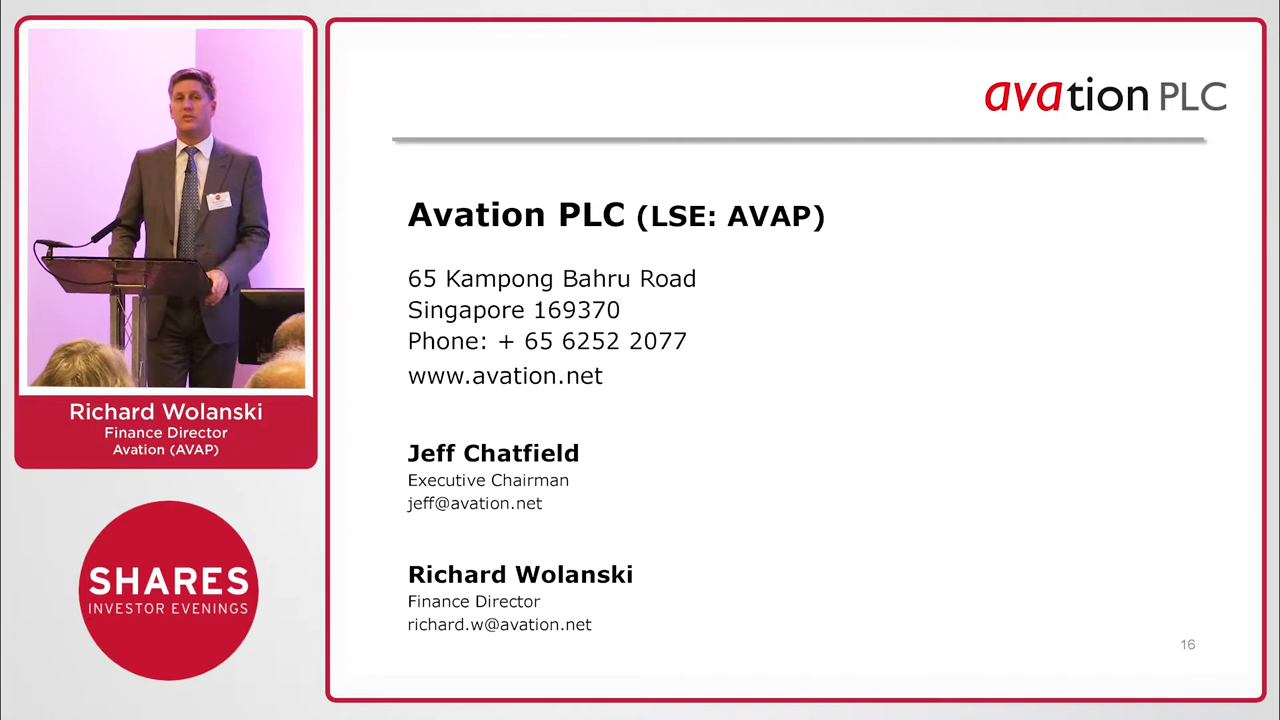 Richard Wolanski
Finance Director
Avation (AVAP)
SHARES
INVESTOR EVENINGS
avation PLC
Avation PLC (LSE: AVAP)
65 Kampong Bahru Road
Singapore 169370
Phone: + 65 6252 2077
www.avation.net
Jeff Chatfield
Executive Chairman
jeff@avation.net
Richard Wolanski
Finance Director
richard.w@avation.net
16